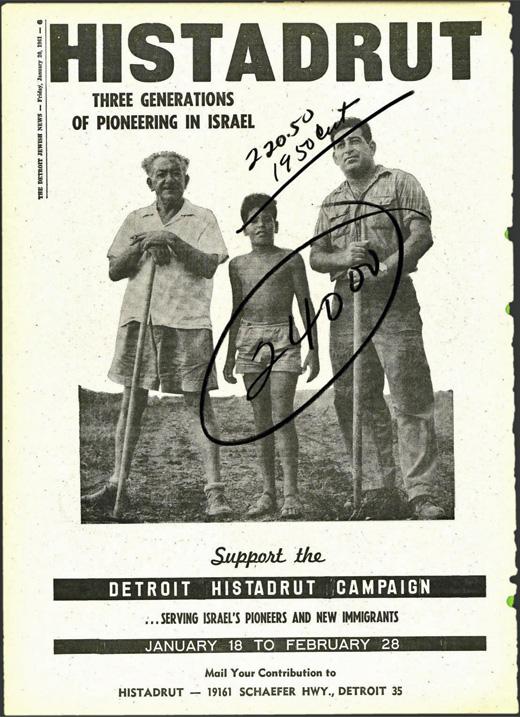 THE DETROIT JEWISH NEWS — Friday, January 20, 1961 — 6
HISTADRUT
THREE GENERATIONS
OF PIONEERING IN ISRAEL
220.50
1950
240 00
Support the
DETROIT HISTADRUT CAMPAIGN
...SERVING ISRAEL'S PIONEERS AND NEW IMMIGRANTS
JANUARY 18 TO FEBRUARY 28
Mail Your Contribution to
HISTADRUT — 19161 SCHAEFER HWY., DETROIT 35